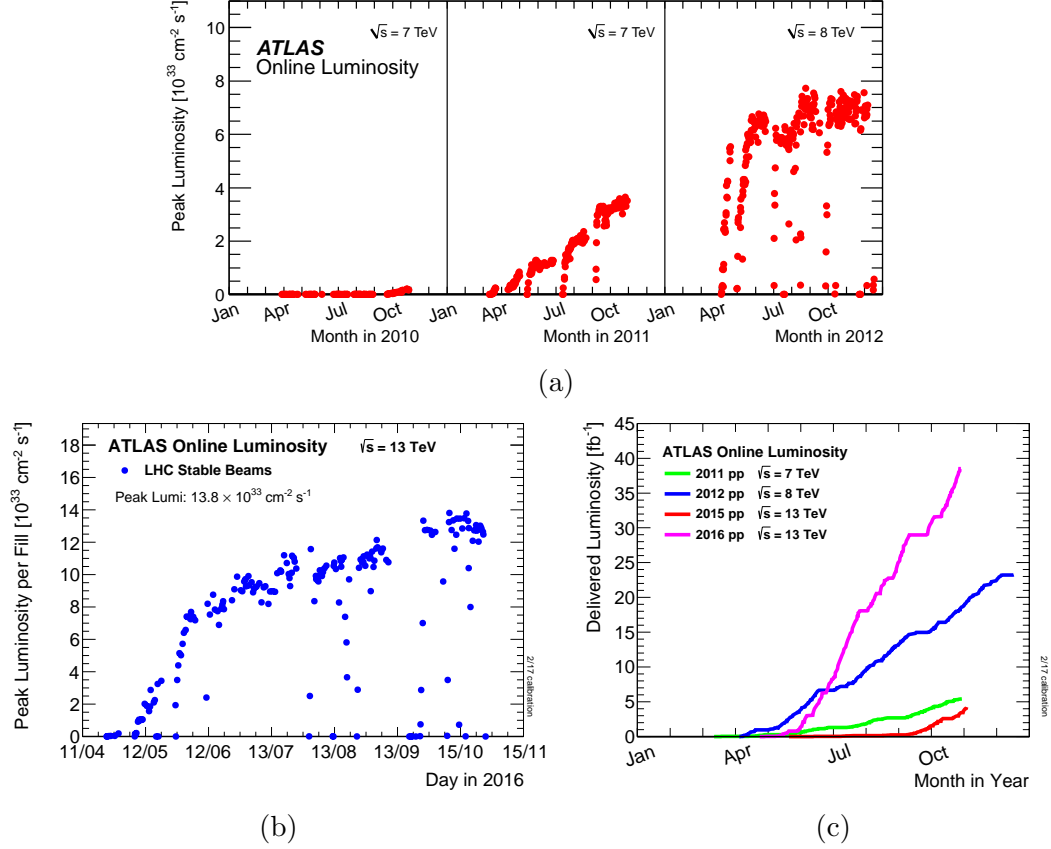 √s = 7 TeV
√s = 7 TeV
√s = 8 TeV
ATLAS
Online Luminosity
Peak Luminosity [10³³ cm⁻² s⁻¹]
10
8
6
4
2
0
Jan Apr Jul Oct Jan Apr Jul Oct Jan Apr Jul Oct
Month in 2010 Month in 2011 Month in 2012
(a)
ATLAS Online Luminosity √s = 13 TeV
LHC Stable Beams
Peak Lumi: 13.8 × 10³³ cm⁻² s⁻¹
Peak Luminosity per Fill [10³³ cm⁻² s⁻¹]
18
16
14
12
10
8
6
4
2
0
11/04 12/05 12/06 13/07 13/08 13/09 15/10 15/11
Day in 2016
2/17 calibration
(b)
ATLAS Online Luminosity
2011 pp √s = 7 TeV
2012 pp √s = 8 TeV
2015 pp √s = 13 TeV
2016 pp √s = 13 TeV
Delivered Luminosity [fb⁻¹]
45
40
35
30
25
20
15
10
5
0
Jan Apr Jul Oct
Month in Year
2/17 calibration
(c)